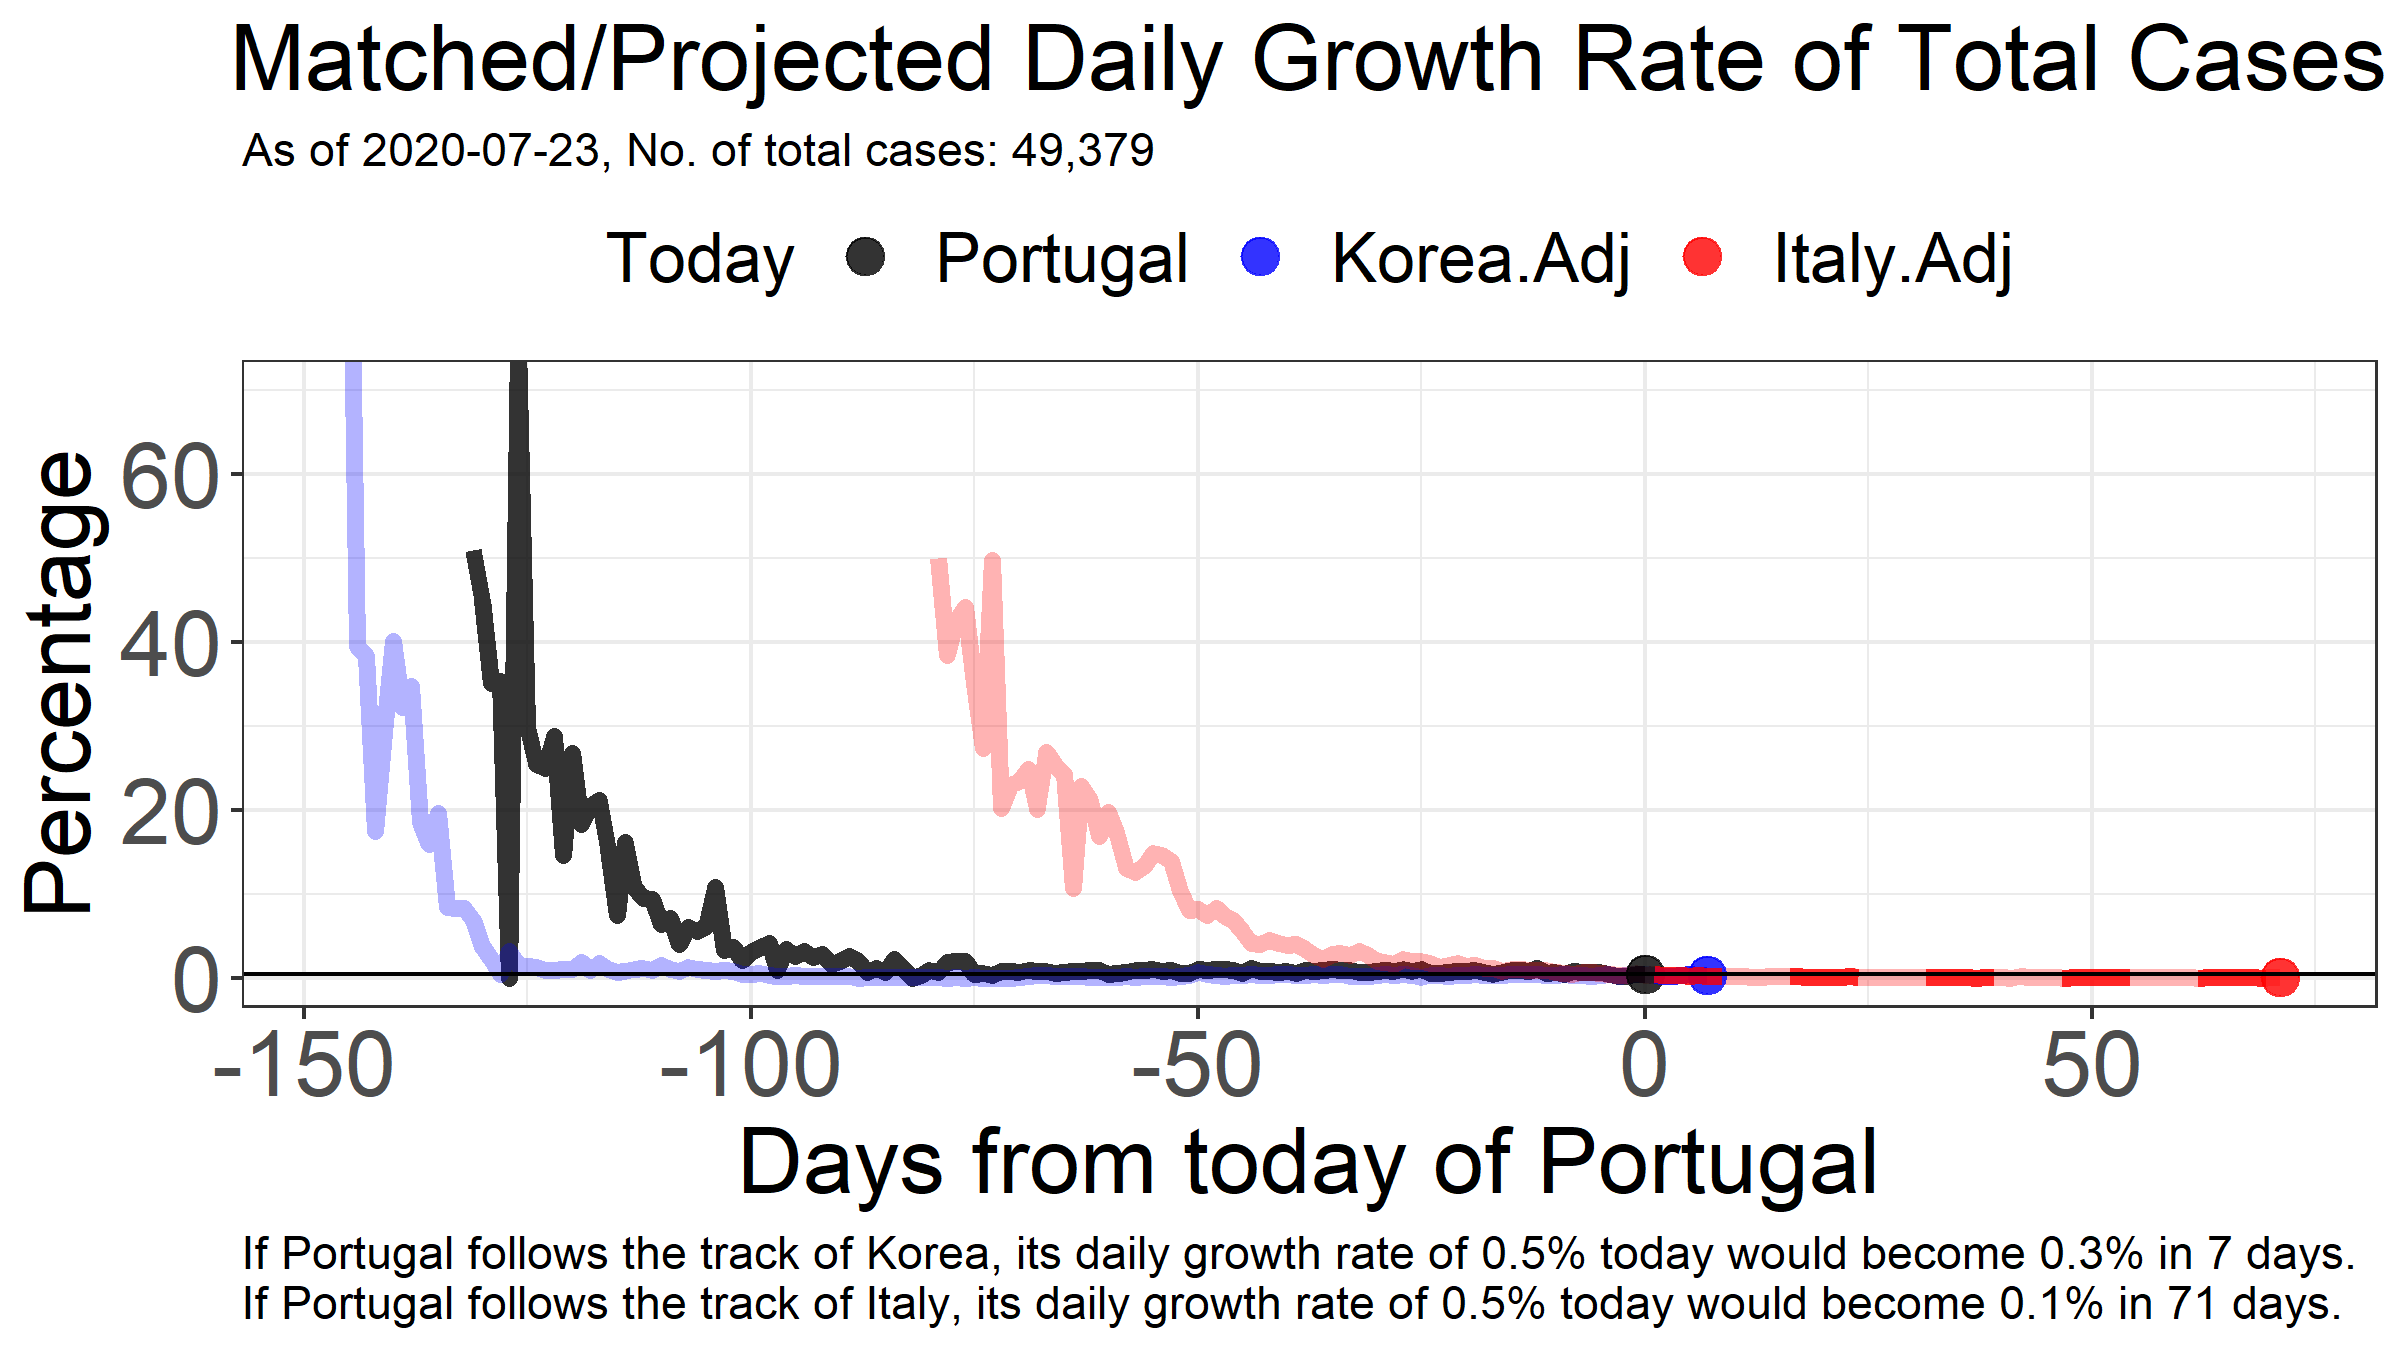 Matched/Projected Daily Growth Rate of Total Cases
As of 2020-07-23, No. of total cases: 49,379
Today Portugal Korea.Adj Italy.Adj
Percentage
60
40
20
0
-150 -100 -50 0 50
Days from today of Portugal
If Portugal follows the track of Korea, its daily growth rate of 0.5% today would become 0.3% in 7 days.
If Portugal follows the track of Italy, its daily growth rate of 0.5% today would become 0.1% in 71 days.